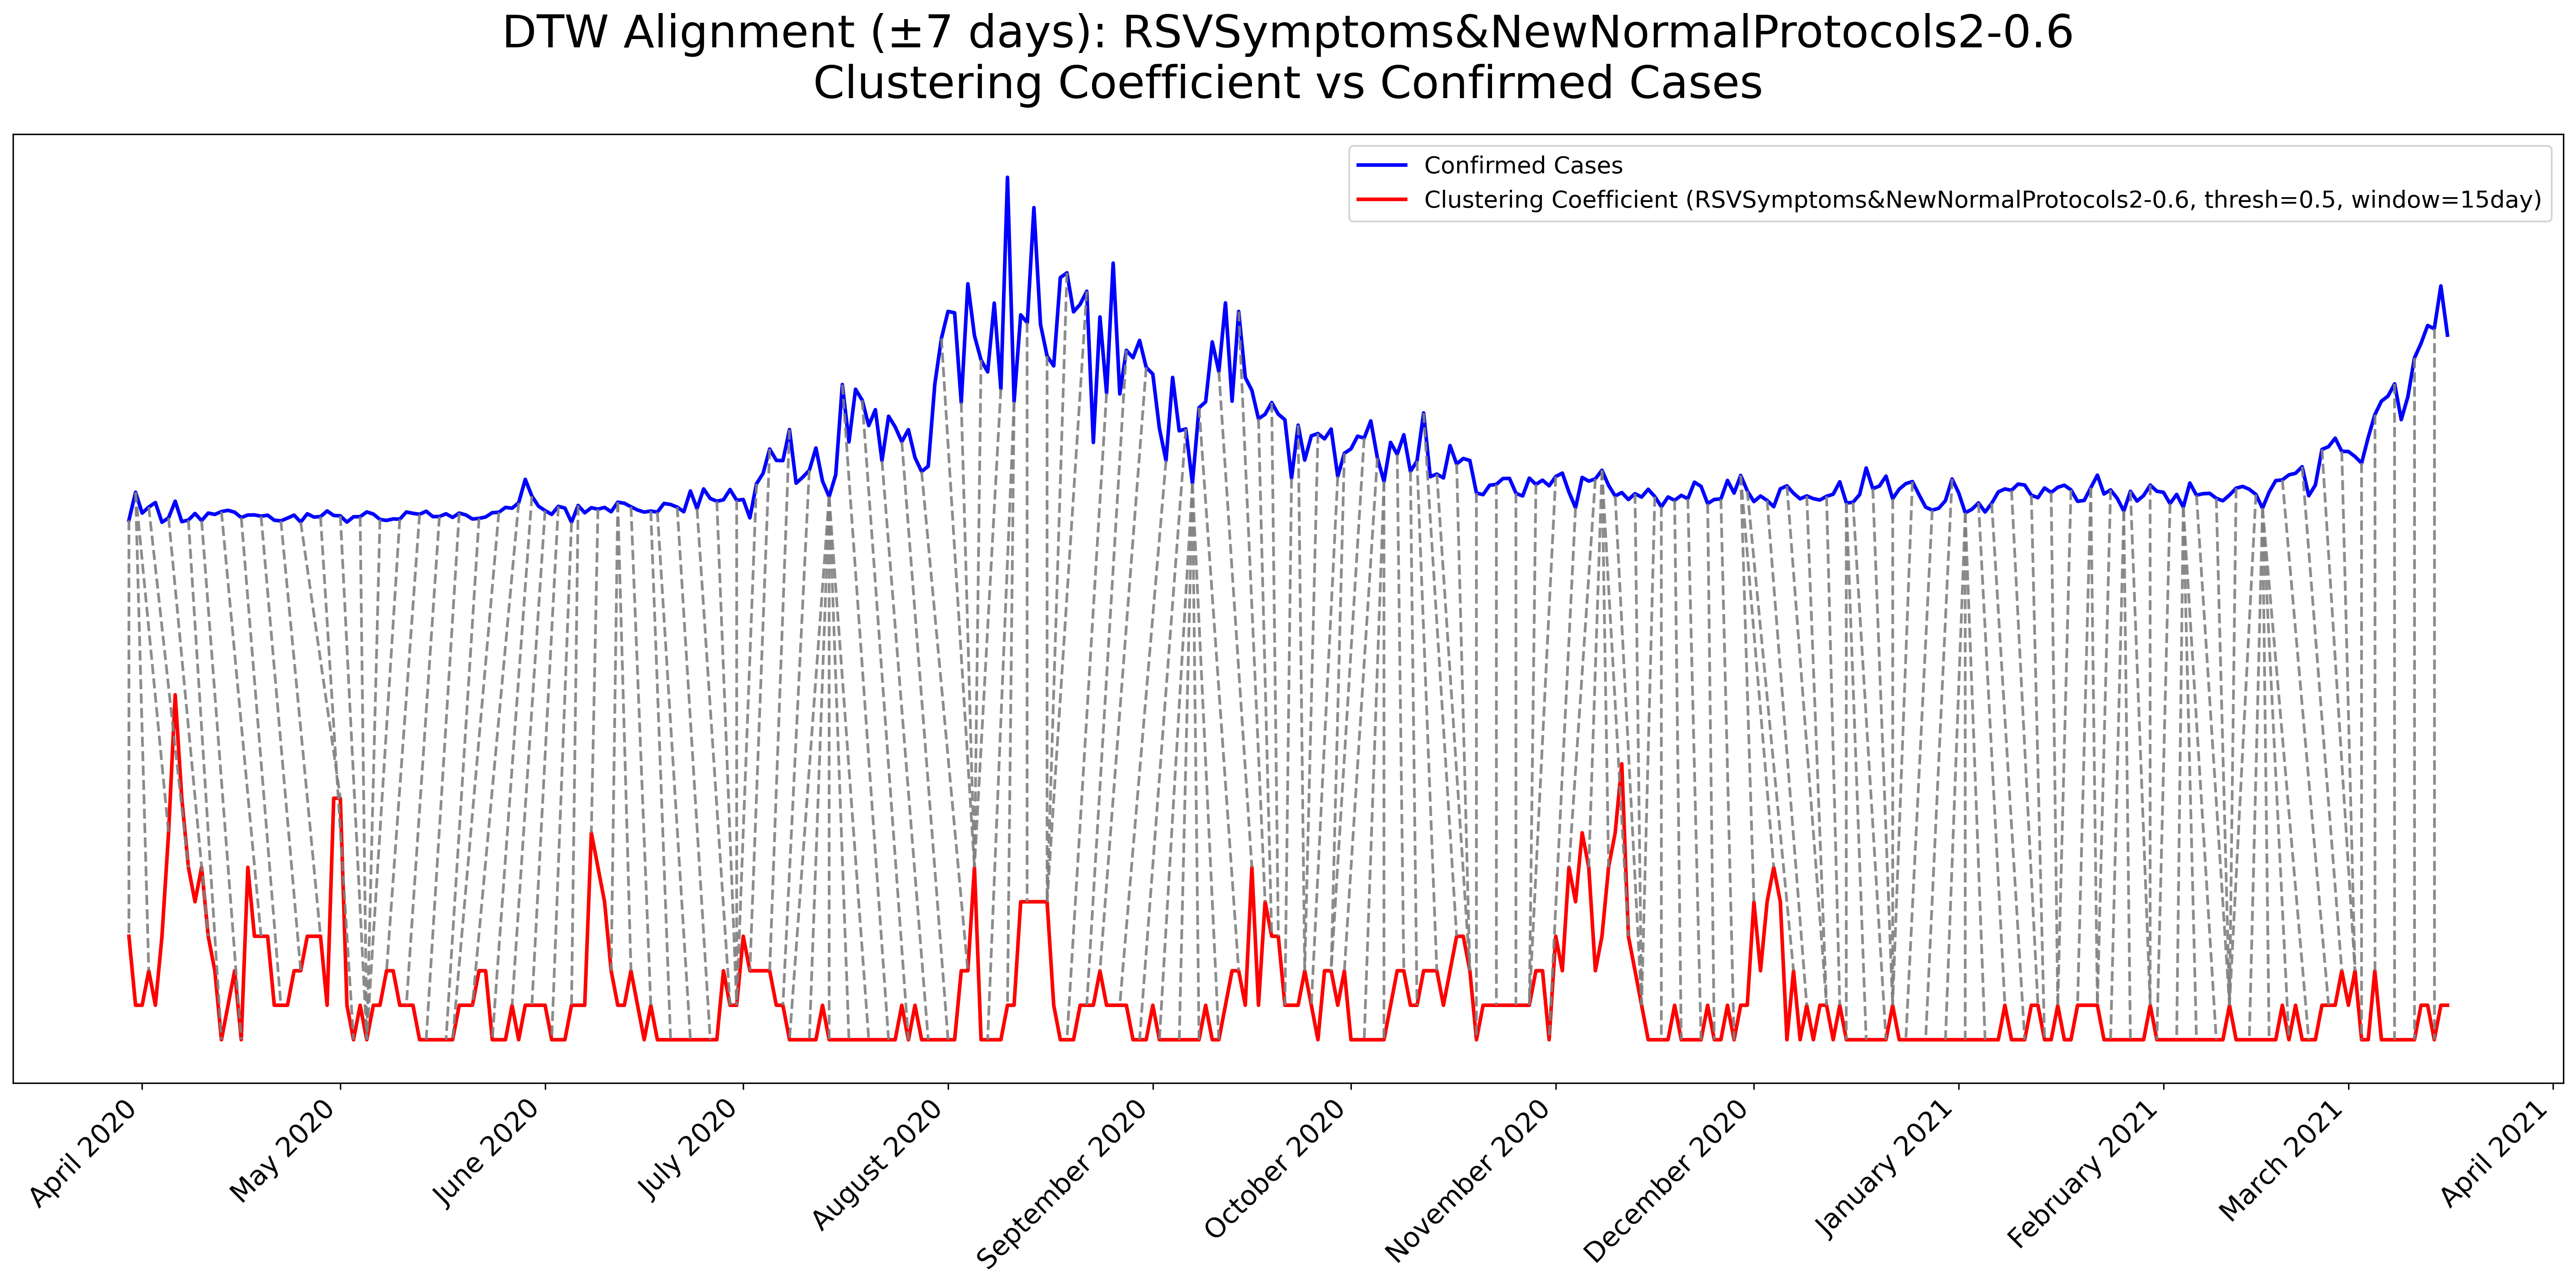 DTW Alignment (±7 days): RSVSymptoms&NewNormalProtocols2-0.6
Clustering Coefficient vs Confirmed Cases
Confirmed Cases
Clustering Coefficient (RSVSymptoms&NewNormalProtocols2-0.6, thresh=0.5, window=15day)
April 2020
May 2020
June 2020
July 2020
August 2020
September 2020
October 2020
November 2020
December 2020
January 2021
February 2021
March 2021
April 2021